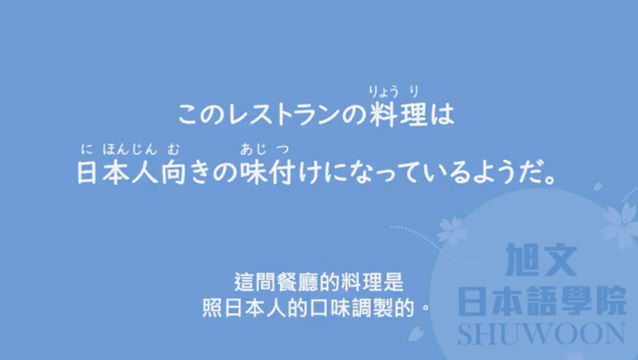 りょう り
このレストランの料理は
に ほんじん む あじ つ
日本人向きの味付けになっているようだ。
這間餐廳的料理是
照日本人的口味調製的。
旭文
日本語學院
SHUWOON